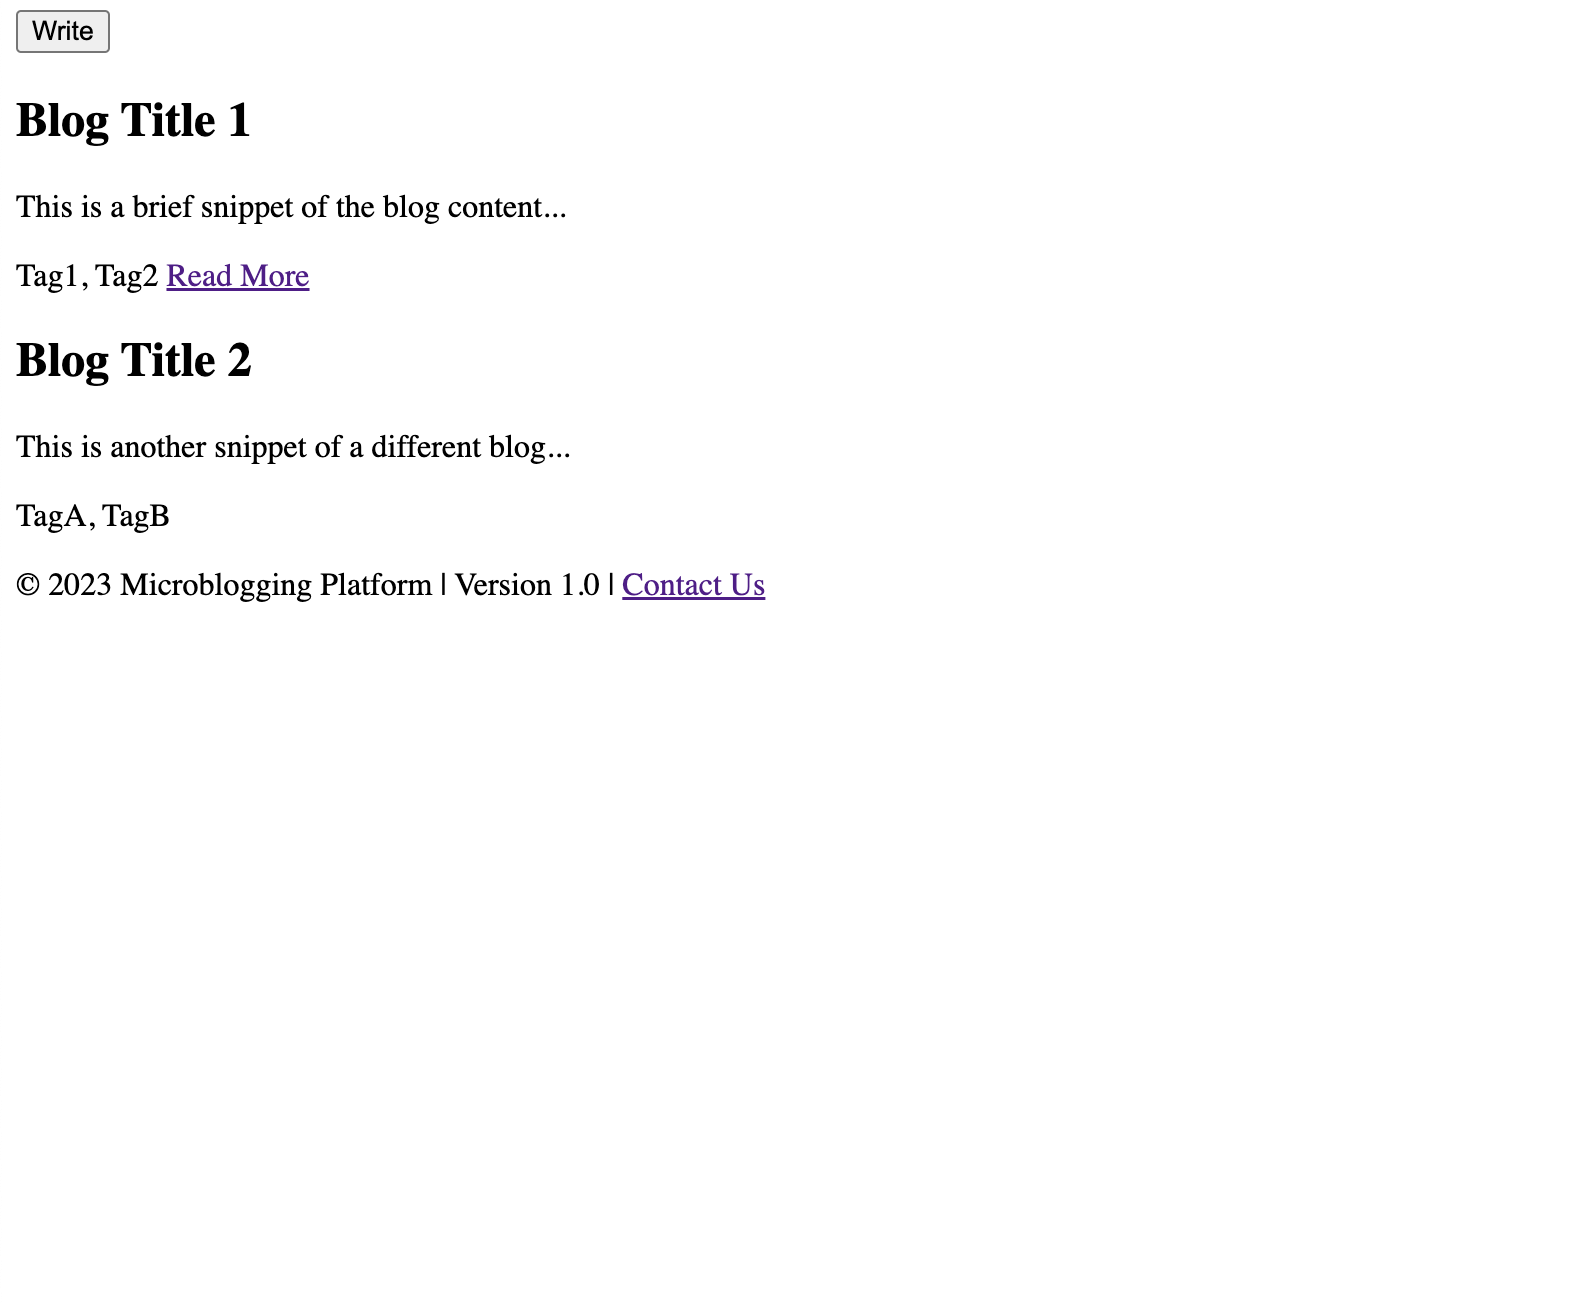 Write
Blog Title 1
This is a brief snippet of the blog content...
Tag1, Tag2 Read More
Blog Title 2
This is another snippet of a different blog...
TagA, TagB
© 2023 Microblogging Platform | Version 1.0 | Contact Us